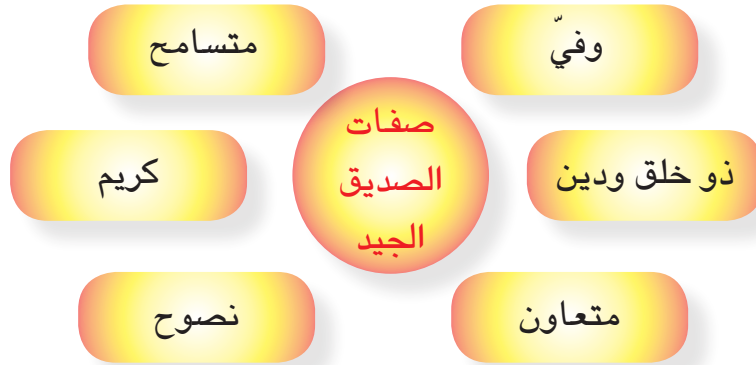 وفيّ
متسامح
صفات
الصديق
الجيد
ذو خلق ودين
كريم
متعاون
نصوح